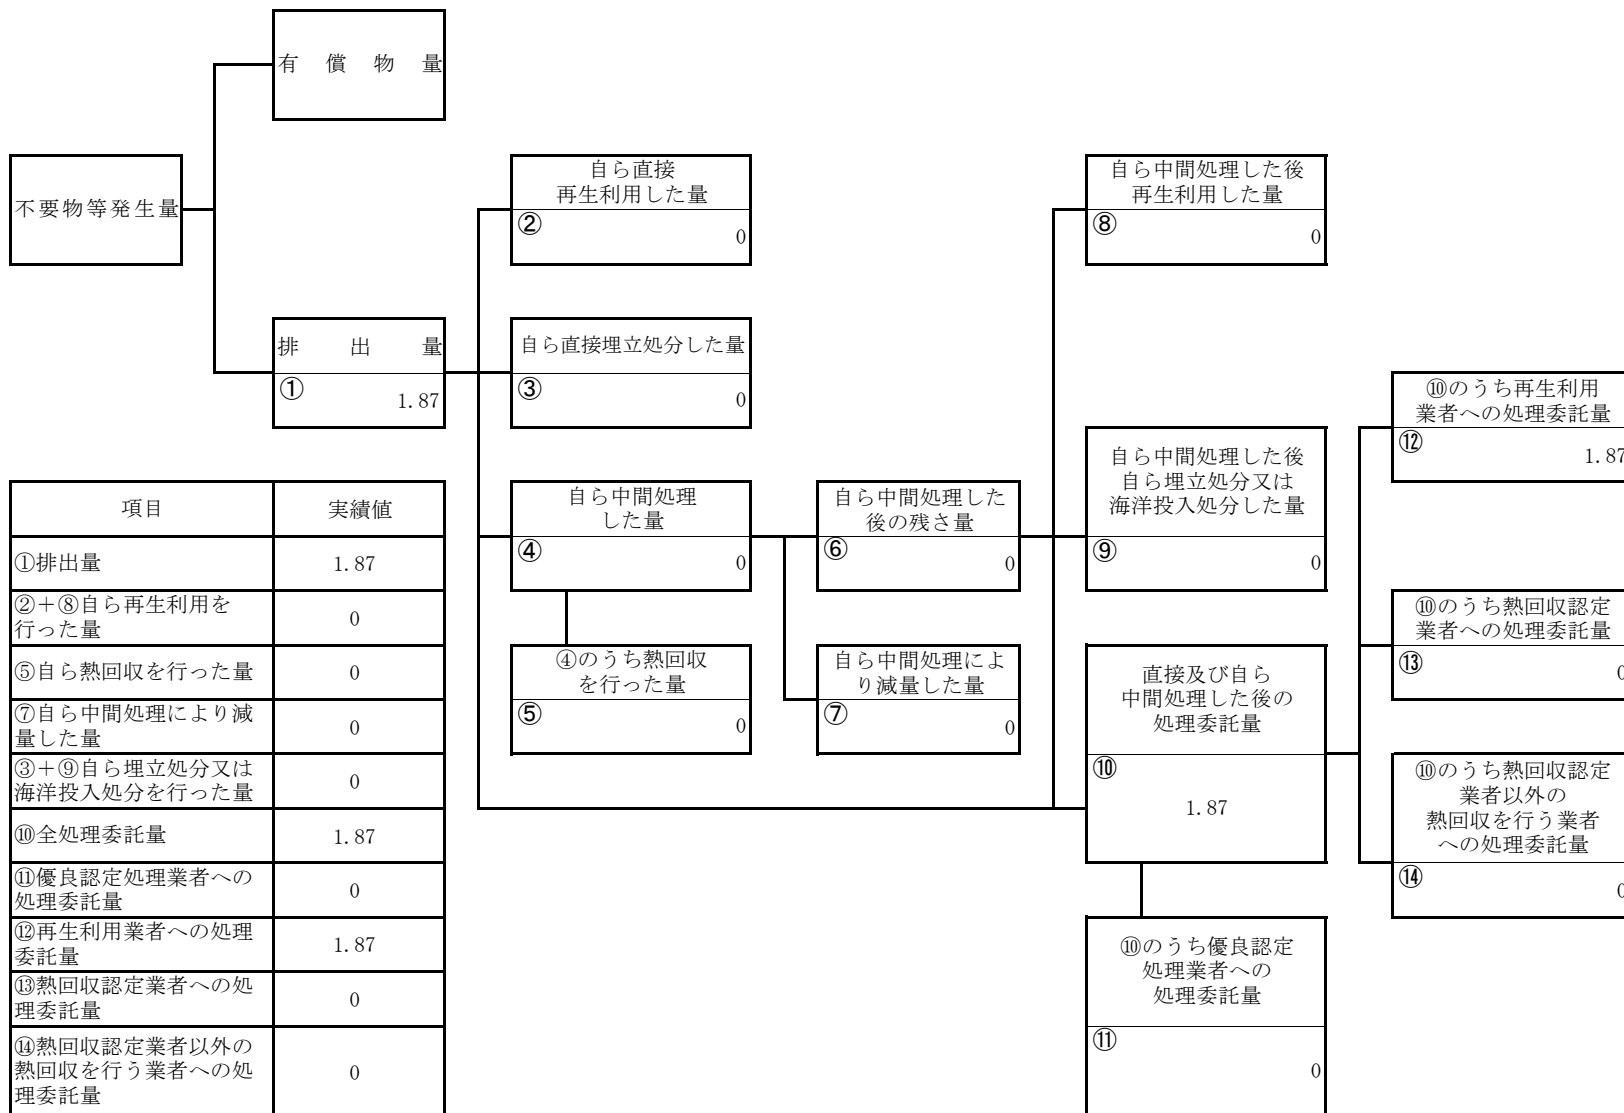 有償物量
不要物等発生量
自ら直接
再生利用した量
②
0
自ら中間処理した後
再生利用した量
⑧
0
排出量
①
1.87
自ら直接埋立処分した量
③
0
⑩のうち再生利用
業者への処理委託量
⑫
1.87
自ら中間処理
した量
④
0
自ら中間処理した
後の残さ量
⑥
0
自ら中間処理した後
自ら埋立処分又は
海洋投入処分した量
⑨
0
⑩のうち熱回収認定
業者への処理委託量
⑬
0
④のうち熱回収
を行った量
⑤
0
自ら中間処理によ
り減量した量
⑦
0
直接及び自ら
中間処理した後の
処理委託量
⑩
1.87
⑩のうち熱回収認定
業者以外の
熱回収を行う業者
への処理委託量
⑭
0
⑩のうち優良認定
処理業者への
処理委託量
⑪
0
項目
実績値
①排出量
1.87
②+⑧自ら再生利用を
行った量
0
⑤自ら熱回収を行った量
0
⑦自ら中間処理により減
量した量
0
③+⑨自ら埋立処分又は
海洋投入処分を行った量
0
⑩全処理委託量
1.87
⑪優良認定処理業者への
処理委託量
0
⑫再生利用業者への処理
委託量
1.87
⑬熱回収認定業者への処
理委託量
0
⑭熱回収認定業者以外の
熱回収を行う業者への処
理委託量
0